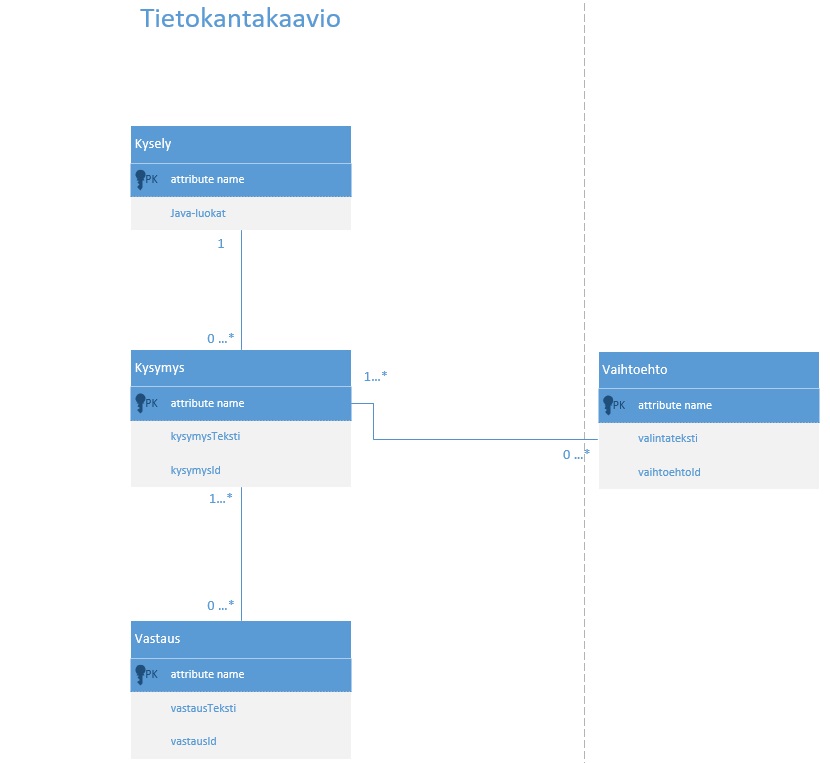 Tietokantakaavio
Kysely
PK attribute name
Java-luokat
1
0 ...*
Kysymys
PK attribute name
kysymysTeksti
kysymysId
1...*
Vaihtoehto
PK attribute name
valintateksti
vaihtoehtoId
0 ...*
1...*
0 ...*
Vastaus
PK attribute name
vastausTeksti
vastausId